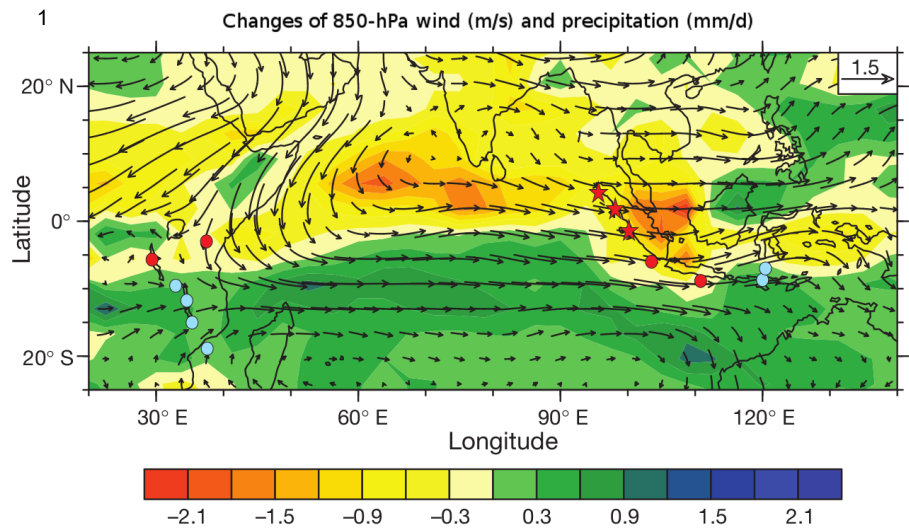 1
Changes of 850-hPa wind (m/s) and precipitation (mm/d)
1.5
20° N
0°
20° S
Latitude
30° E 60° E 90° E 120° E
Longitude
−2.1 −1.5 −0.9 −0.3 0.3 0.9 1.5 2.1